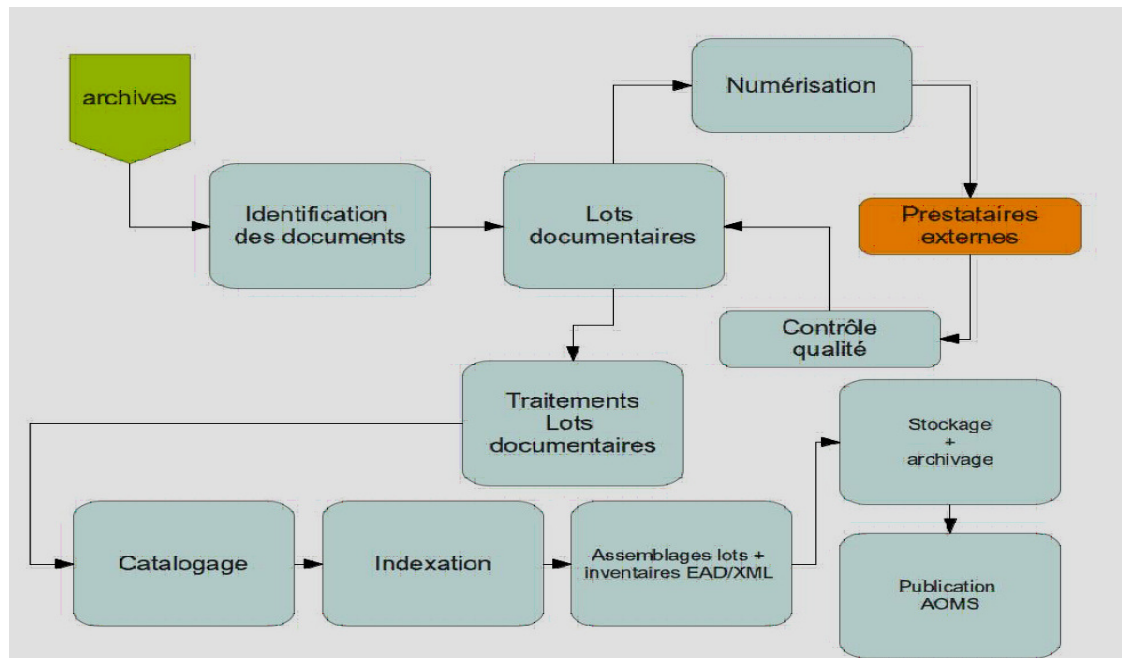 archives
Numérisation
Identification
des documents
Lots
documentaires
Prestataires
externes
Contrôle
qualité
Traitements
Lots
documentaires
Stockage
+
archivage
Catalogage
Indexation
Assemblages lots +
inventaires EAD/XML
Publication
AOMS